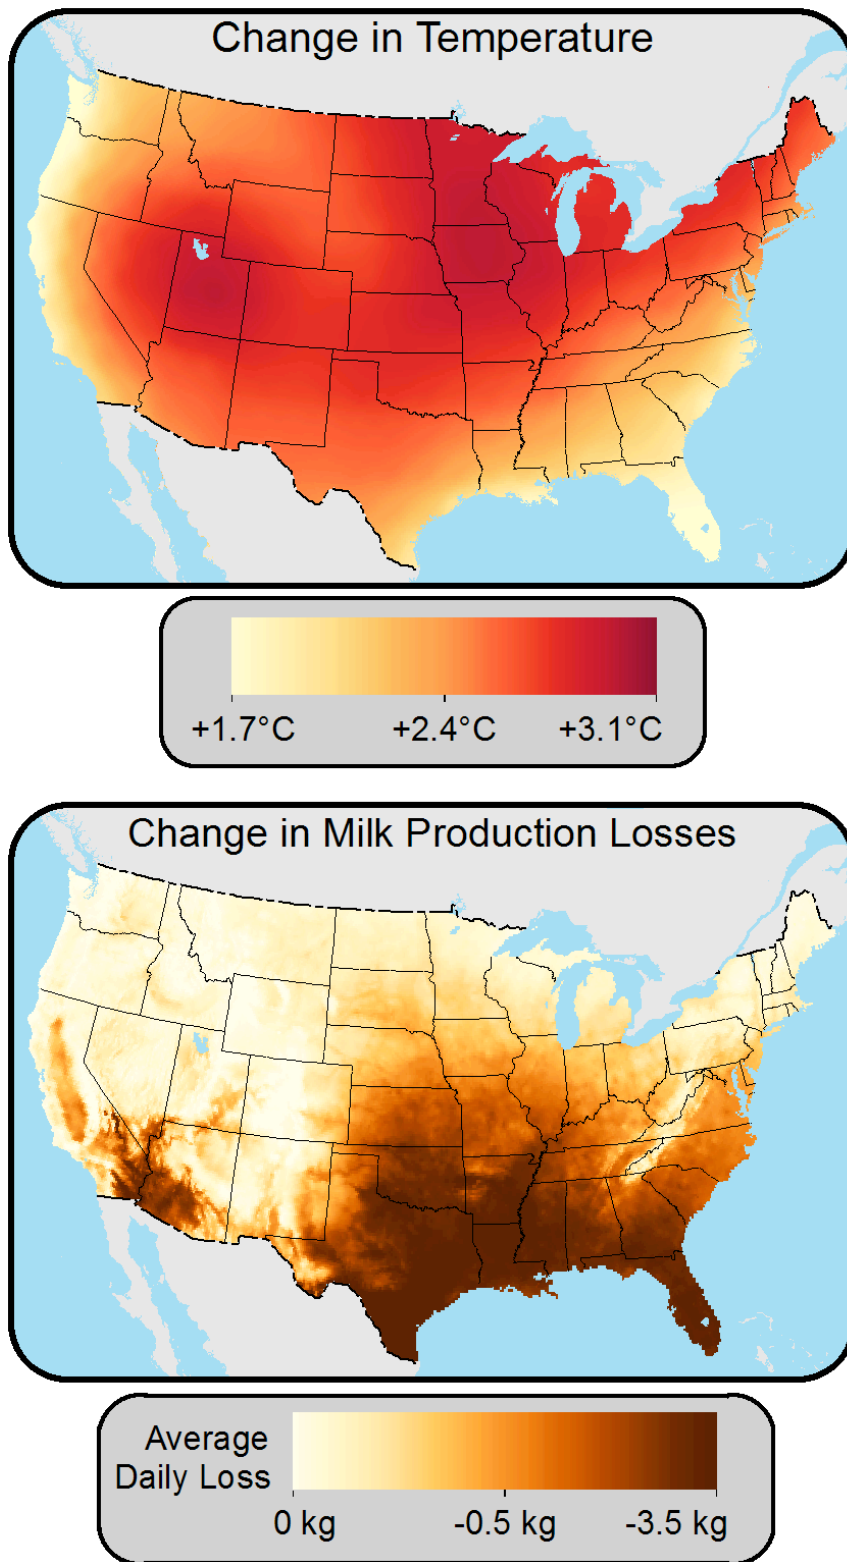 Change in Temperature
+1.7°C +2.4°C +3.1°C
Change in Milk Production Losses
Average
Daily Loss
0 kg -0.5 kg -3.5 kg